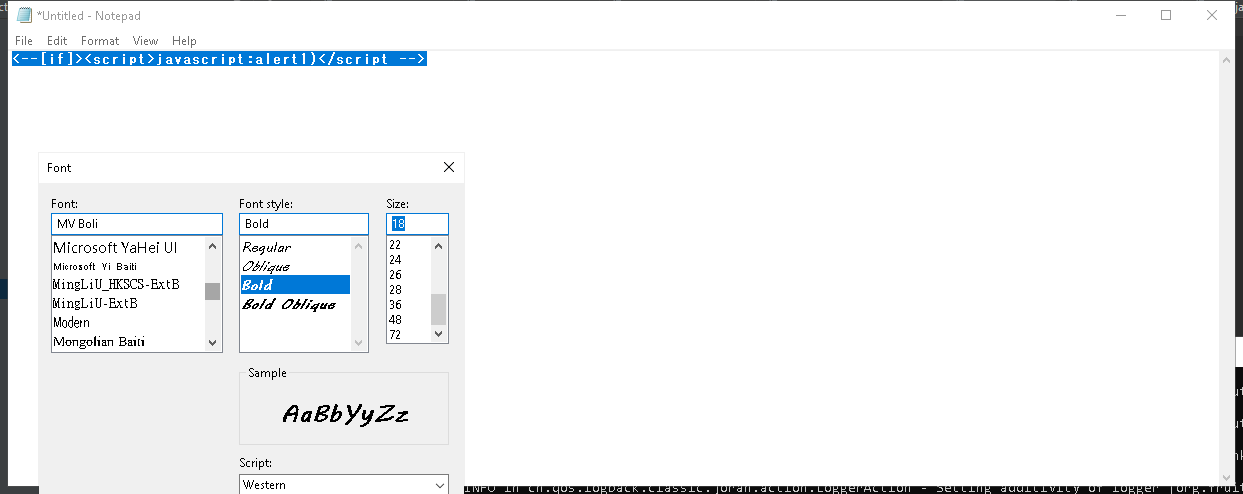 *Untitled - Notepad
File Edit Format View Help
<--[if]><script>javascript:alert1)</script -->
Font
Font: Font style: Size:
MV Boli Bold 18
Microsoft YaHei UI
Microsoft Yi Baiti
MingLiU_HKSCS-ExtB
MingLiU-ExtB
Modern
Mongolian Baiti
Regular
Oblique
Bold
Bold Oblique
22
24
26
28
36
48
72
Sample
AaBbYyZz
Script:
Western
INFO in ch.qos.logback.classic.joran.action.LoggerAction - Setting additivity of logger